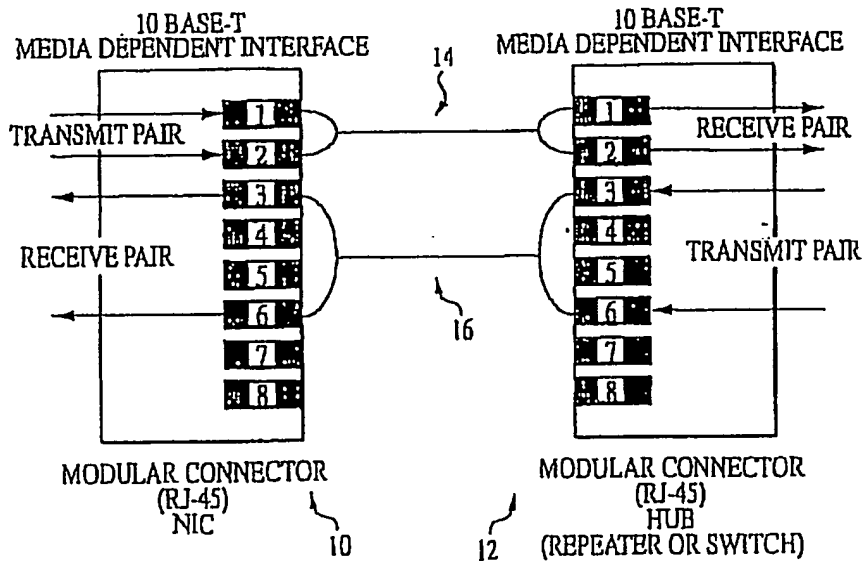 10 BASE-T
MEDIA DEPENDENT INTERFACE
10 BASE-T
MEDIA DEPENDENT INTERFACE
14
1
2
3
4
5
6
7
8
TRANSMIT PAIR
RECEIVE PAIR
1
2
3
4
5
6
7
8
RECEIVE PAIR
TRANSMIT PAIR
16
MODULAR CONNECTOR
(RJ-45)
NIC
10
12
MODULAR CONNECTOR
(RJ-45)
HUB
(REPEATER OR SWITCH)